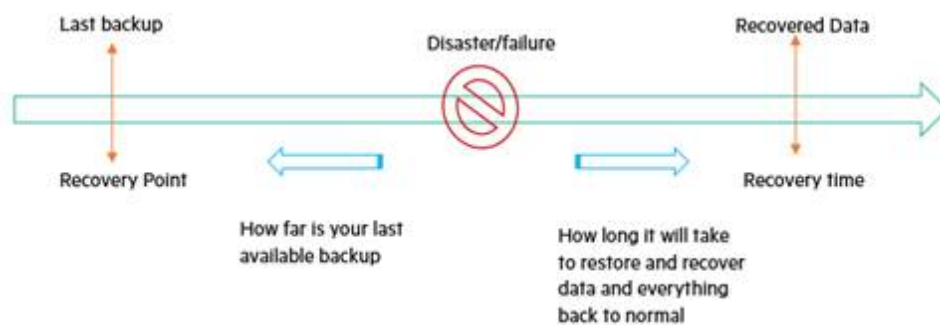 Last backup
Disaster/failure
Recovered Data
Recovery Point
Recovery time
How far is your last
available backup
How long it will take
to restore and recover
data and everything
back to normal